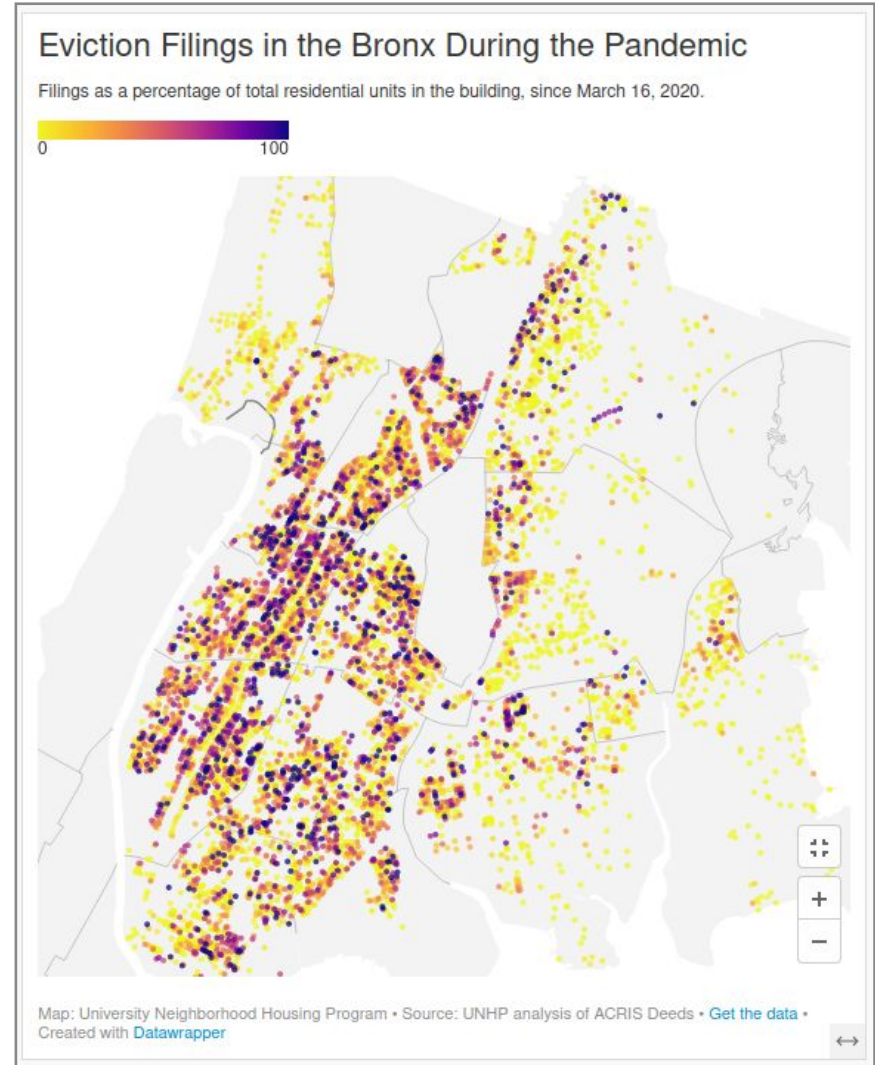 Eviction Filings in the Bronx During the Pandemic
Filings as a percentage of total residential units in the building, since March 16, 2020.
0 100
+
−
Map: University Neighborhood Housing Program • Source: UNHP analysis of ACRIS Deeds • Get the data •
Created with Datawrapper